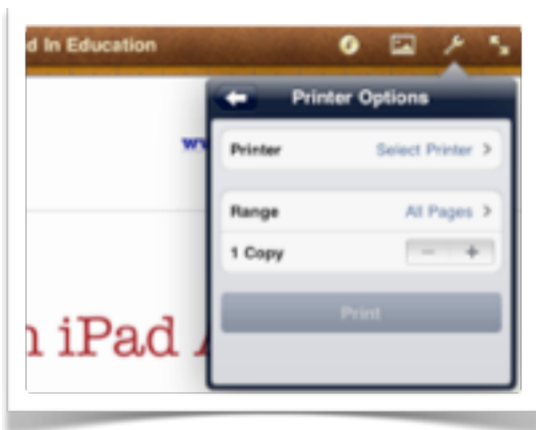 d In Education
Printer Options
Printer Select Printer
Range All Pages
1 Copy - +
Print
n iPad